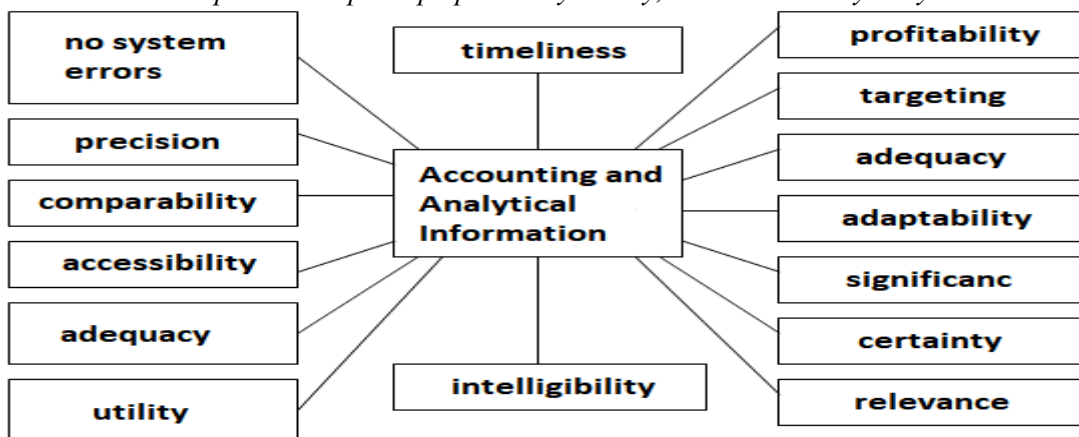 no system
errors
precision
comparability
accessibility
adequacy
utility
timeliness
Accounting and
Analytical
Information
intelligibility
profitability
targeting
adequacy
adaptability
significanc
certainty
relevance